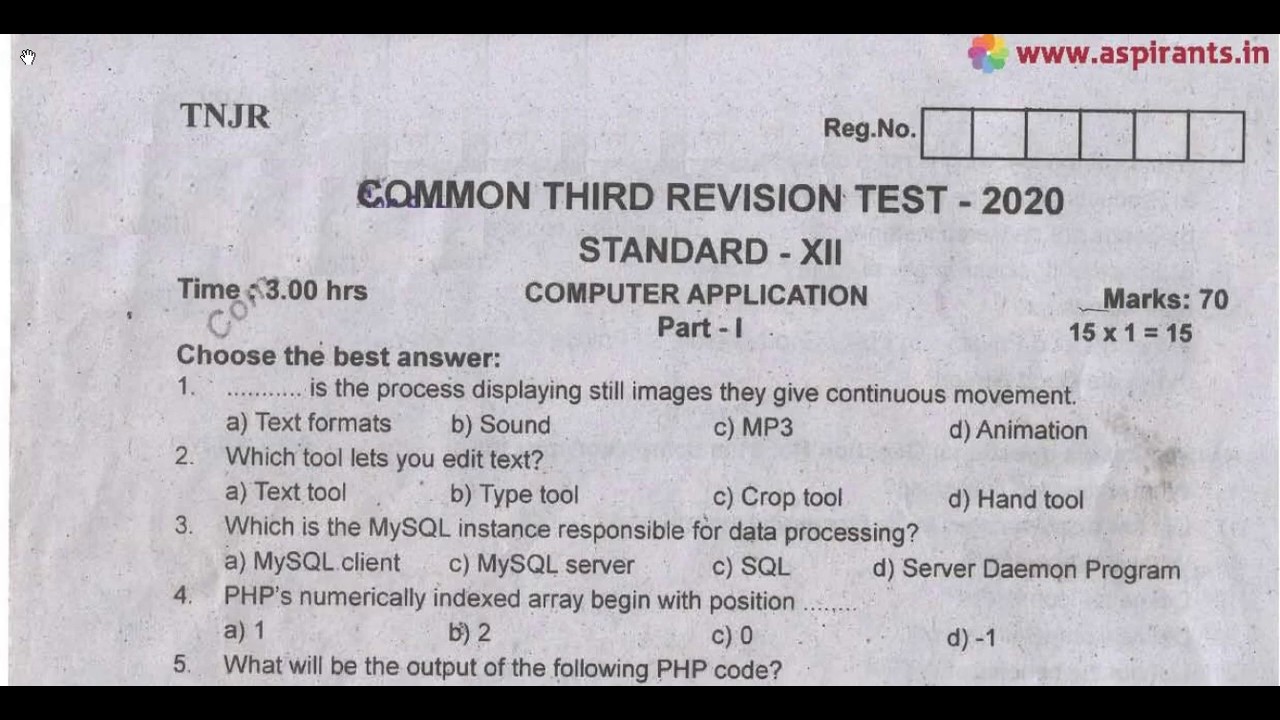 www.aspirants.in
TNJR
Reg.No.
COMMON THIRD REVISION TEST - 2020
STANDARD - XII
Time : 3.00 hrs COMPUTER APPLICATION Marks: 70
Part - I 15 x 1 = 15
Com
Choose the best answer:
1. ........... is the process displaying still images they give continuous movement.
a) Text formats b) Sound c) MP3 d) Animation
2. Which tool lets you edit text?
a) Text tool b) Type tool c) Crop tool d) Hand tool
3. Which is the MySQL instance responsible for data processing?
a) MySQL client c) MySQL server c) SQL d) Server Daemon Program
4. PHP's numerically indexed array begin with position ........
a) 1 b) 2 c) 0 d) -1
5. What will be the output of the following PHP code?